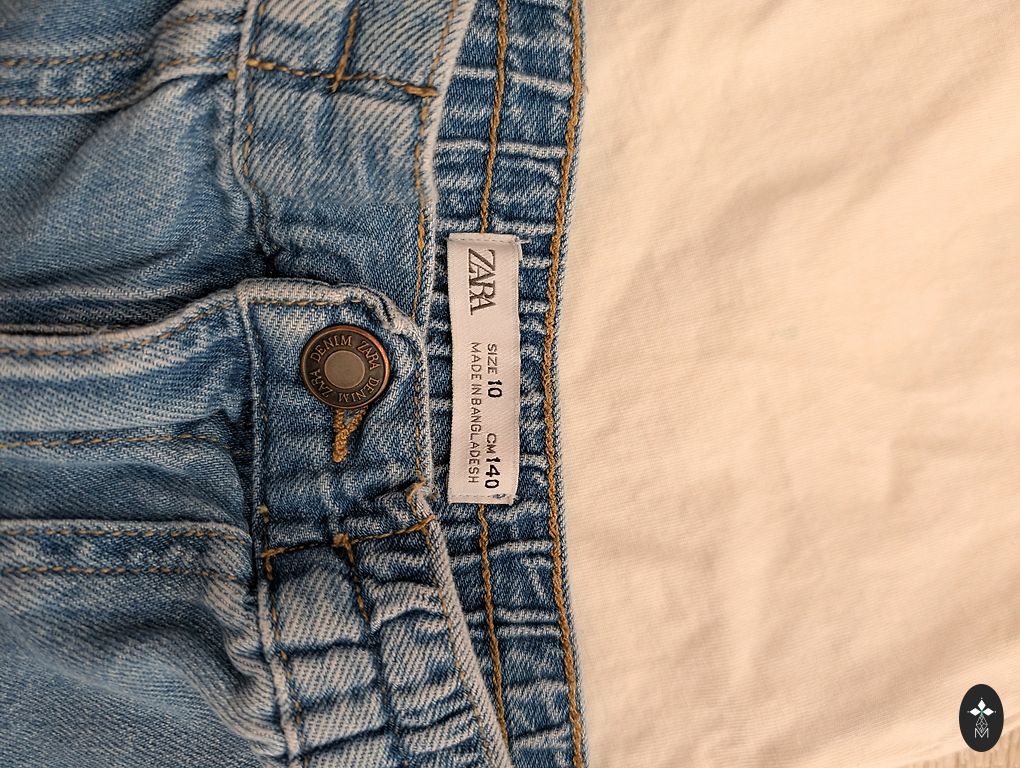 ZARA
SIZE 10 CM 140
MADE IN BANGLADESH
DENIM ZARA DENIM ZARA
M